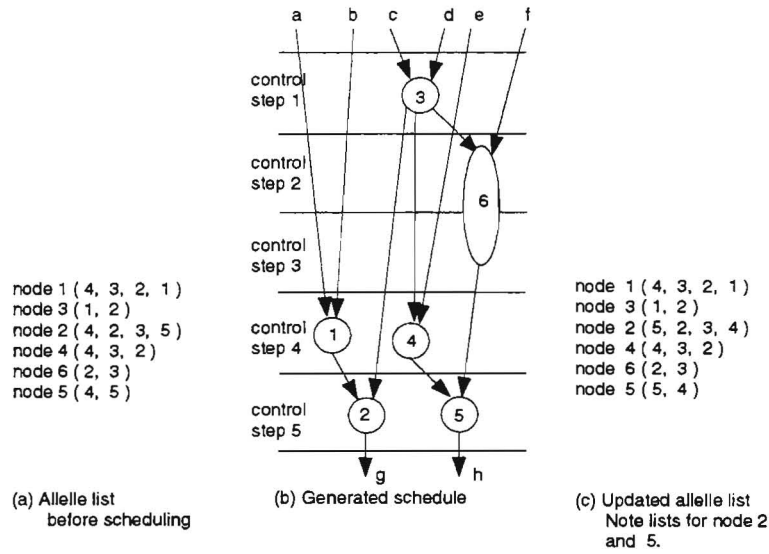 a b c d e f
control
step 1
3
control
step 2
6
control
step 3
node 1 ( 4, 3, 2, 1 )
node 3 ( 1, 2 )
node 2 ( 4, 2, 3, 5 )
node 4 ( 4, 3, 2 )
node 6 ( 2, 3 )
node 5 ( 4, 5 )
control
step 4
1 4
control
step 5
2 5
g h
node 1 ( 4, 3, 2, 1 )
node 3 ( 1, 2 )
node 2 ( 5, 2, 3, 4 )
node 4 ( 4, 3, 2 )
node 6 ( 2, 3 )
node 5 ( 5, 4 )
(a) Allelle list
before scheduling
(b) Generated schedule
(c) Updated allelle list
Note lists for node 2
and 5.